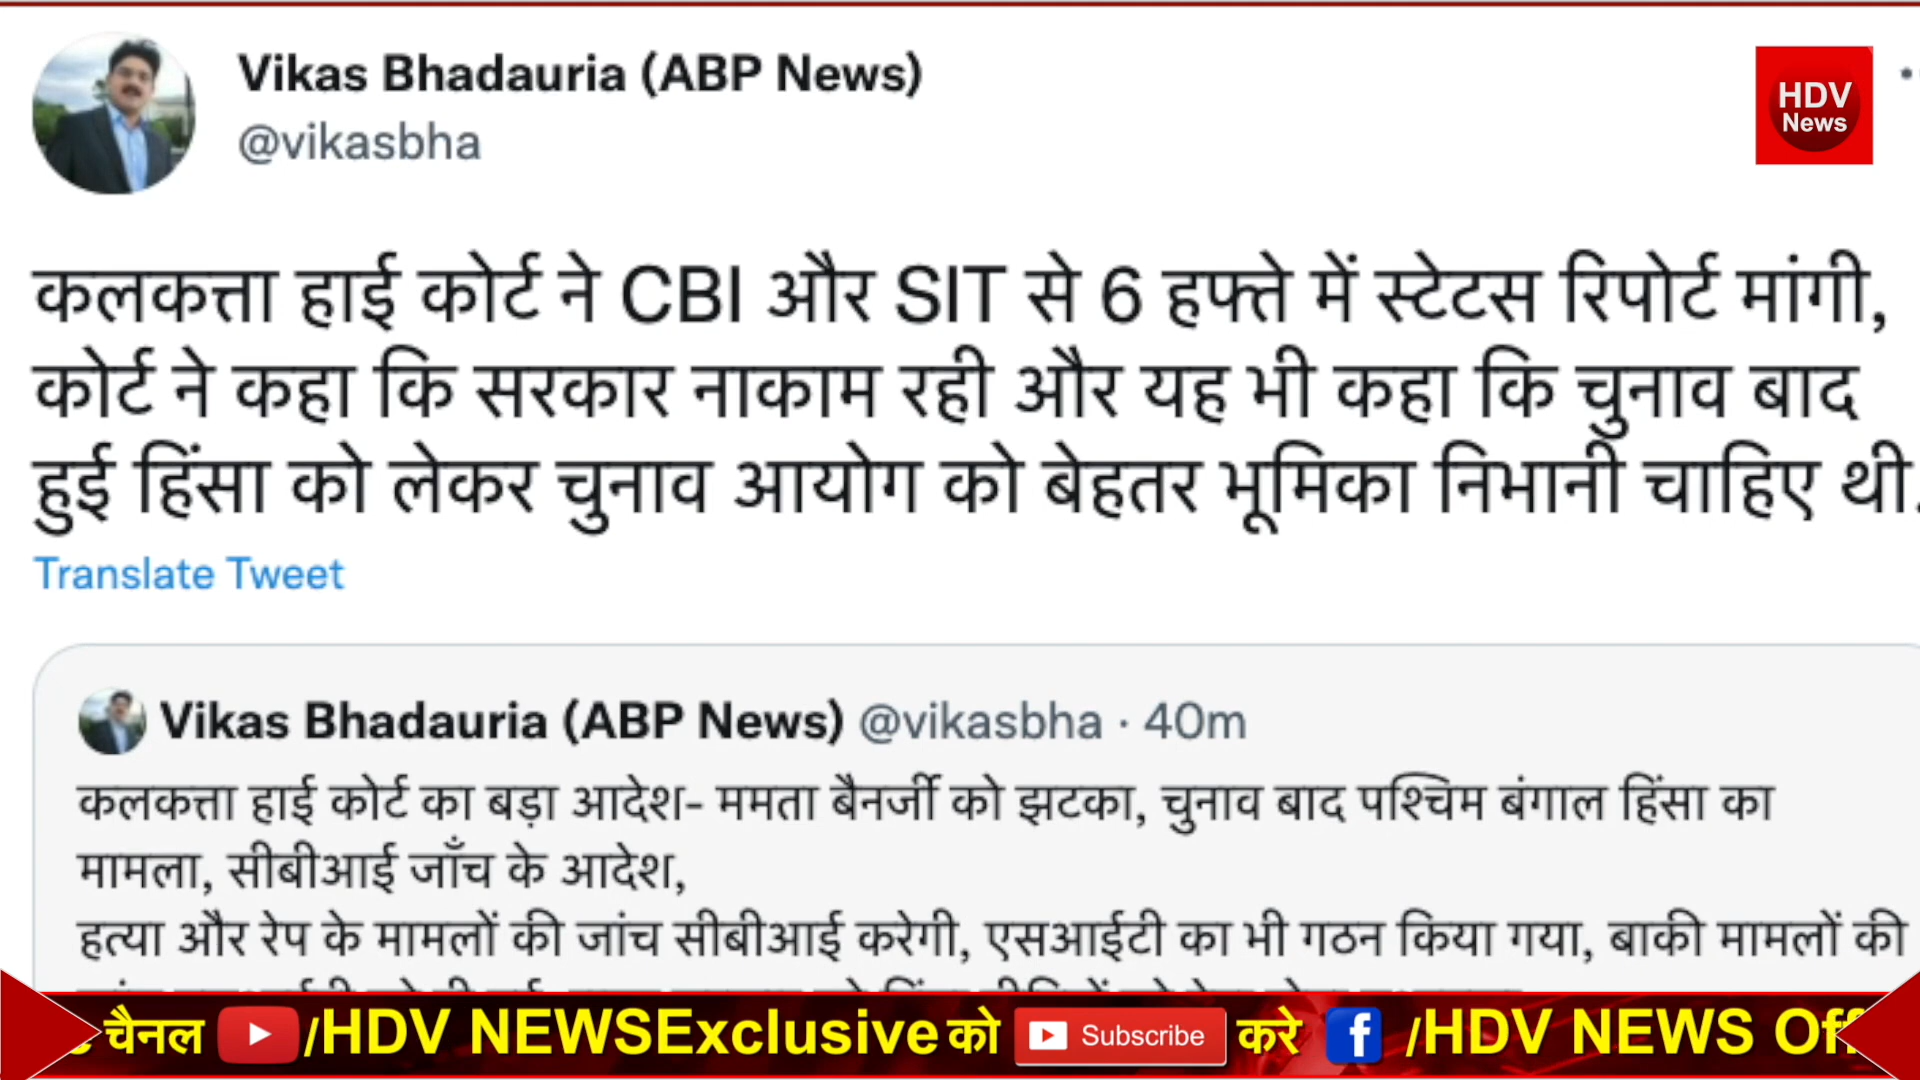 Vikas Bhadauria (ABP News)
@vikasbha
HDV
News
कलकत्ता हाई कोर्ट ने CBI और SIT से 6 हफ्ते में स्टेटस रिपोर्ट मांगी,
कोर्ट ने कहा कि सरकार नाकाम रही और यह भी कहा कि चुनाव बाद
हुई हिंसा को लेकर चुनाव आयोग को बेहतर भूमिका निभानी चाहिए थी.
Translate Tweet
Vikas Bhadauria (ABP News) @vikasbha · 40m
कलकत्ता हाई कोर्ट का बड़ा आदेश- ममता बैनर्जी को झटका, चुनाव बाद पश्चिम बंगाल हिंसा का
मामला, सीबीआई जाँच के आदेश,
हत्या और रेप के मामलों की जांच सीबीआई करेगी, एसआईटी का भी गठन किया गया, बाकी मामलों की
चैनल /HDV NEWSExclusive को Subscribe करे f /HDV NEWS Off